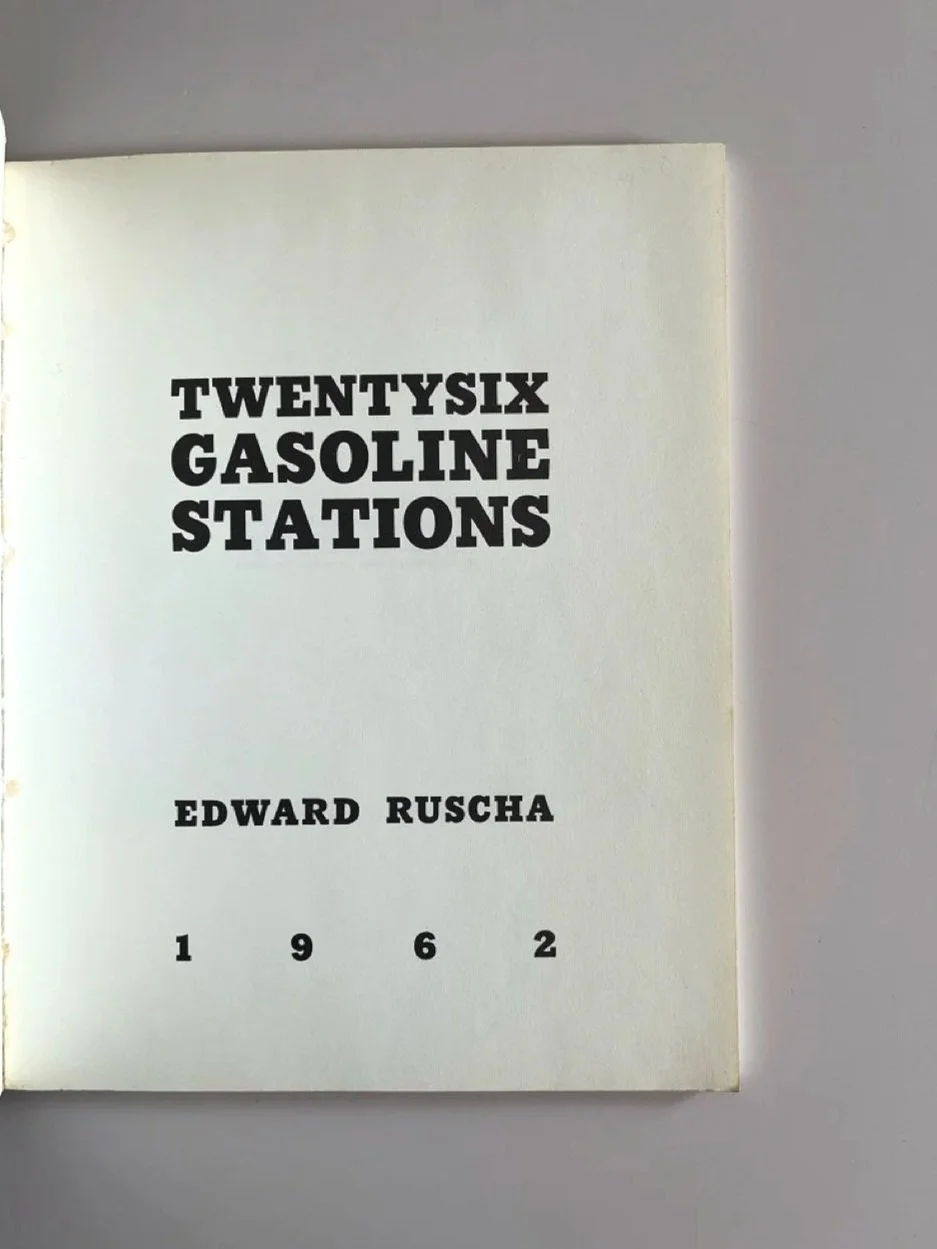 TWENTYSIX
GASOLINE
STATIONS
EDWARD RUSCHA
1 9 6 2